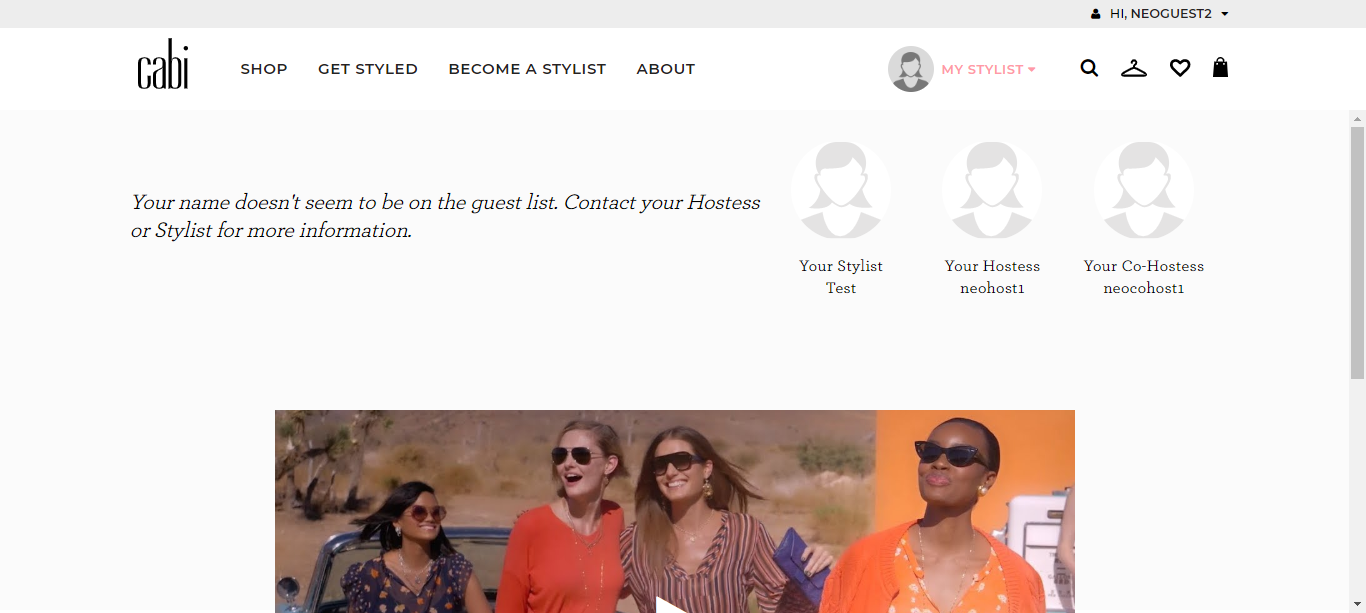 HI, NEOGUEST2
cabi
SHOP
GET STYLED
BECOME A STYLIST
ABOUT
MY STYLIST
Your name doesn't seem to be on the guest list. Contact your Hostess
or Stylist for more information.
Your Stylist
Test
Your Hostess
neohost1
Your Co-Hostess
neocohost1